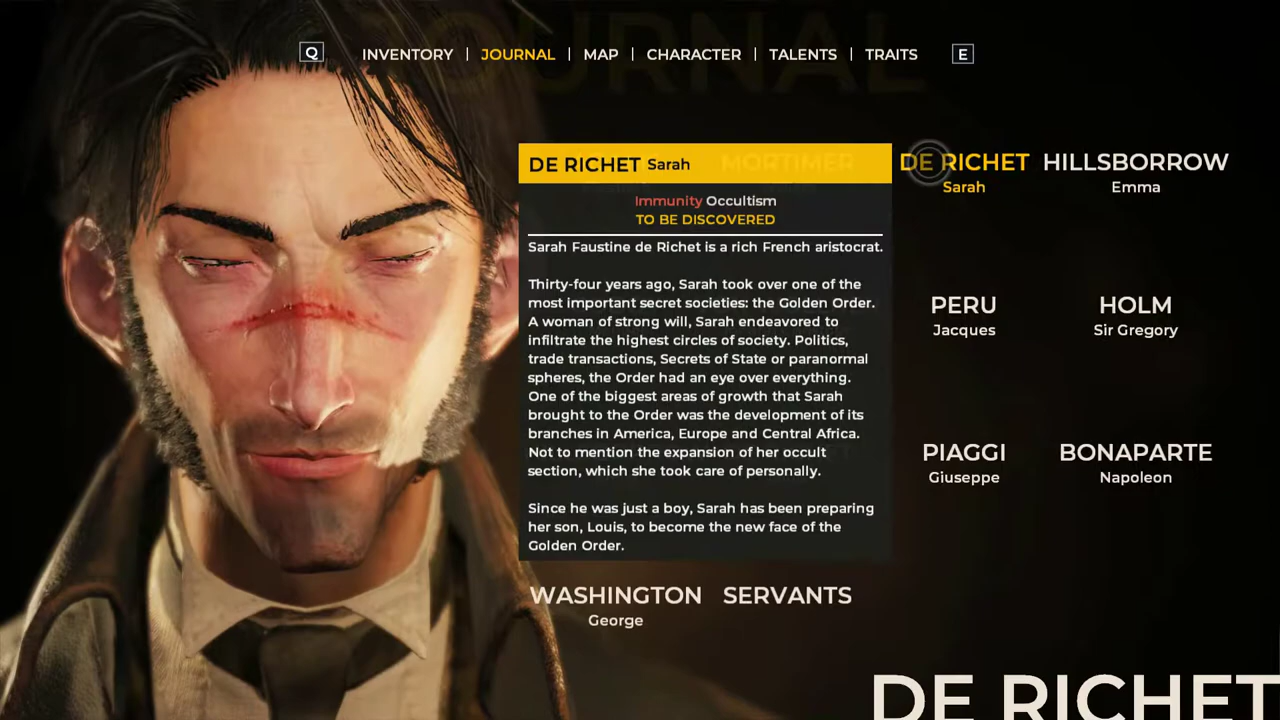 JOURNAL
Q INVENTORY | JOURNAL | MAP | CHARACTER | TALENTS | TRAITS E
DE RICHET Sarah
MORTIMER
DE RICHET
Sarah
HILLSBORROW
Emma
Immunity Occultism
TO BE DISCOVERED
Sarah Faustine de Richet is a rich French aristocrat.
Thirty-four years ago, Sarah took over one of the
most important secret societies: the Golden Order.
A woman of strong will, Sarah endeavored to
infiltrate the highest circles of society. Politics,
trade transactions, Secrets of State or paranormal
spheres, the Order had an eye over everything.
One of the biggest areas of growth that Sarah
brought to the Order was the development of its
branches in America, Europe and Central Africa.
Not to mention the expansion of her occult
section, which she took care of personally.
Since he was just a boy, Sarah has been preparing
her son, Louis, to become the new face of the
Golden Order.
PERU
Jacques
HOLM
Sir Gregory
PIAGGI
Giuseppe
BONAPARTE
Napoleon
WASHINGTON
George
SERVANTS
DE RICHET